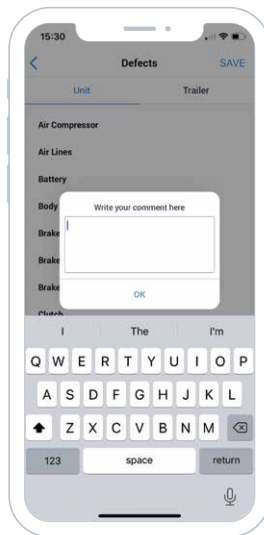 15:30
Defects SAVE
Unit Trailer
Air Compressor
Air Lines
Battery
Body
Write your comment here
Brake
Brake
Brake
OK
Clutch
I The I'm
Q W E R T Y U I O P
A S D F G H J K L
Z X C V B N M
123 space return